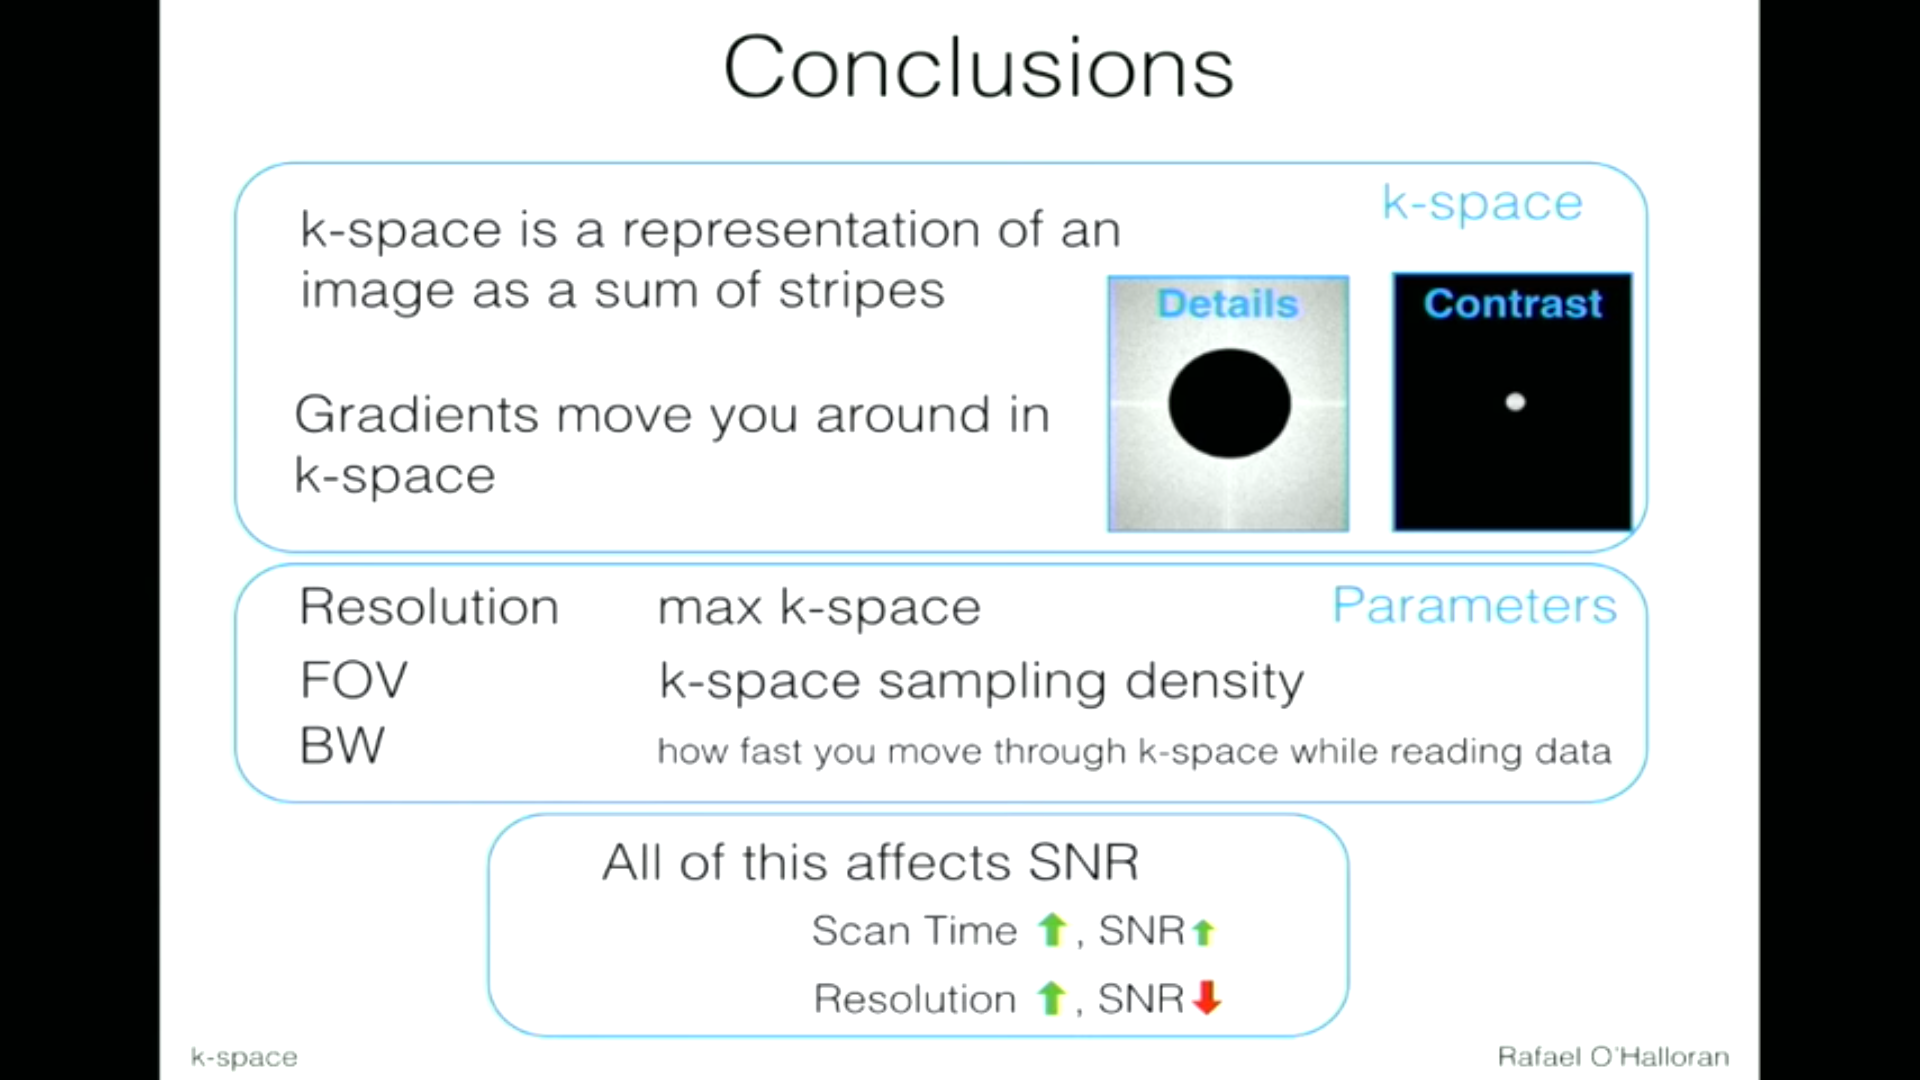 Conclusions
k-space
k-space is a representation of an
image as a sum of stripes
Details
Contrast
Gradients move you around in
k-space
Parameters
Resolution max k-space
FOV k-space sampling density
BW how fast you move through k-space while reading data
All of this affects SNR
Scan Time ⬆, SNR⬆
Resolution ⬆, SNR⬇
k-space
Rafael O'Halloran